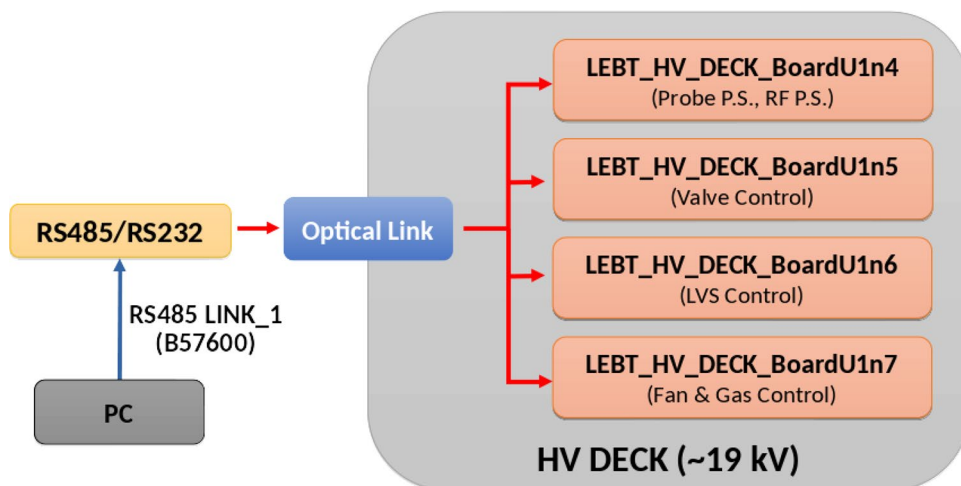 LEBT_HV_DECK_BoardU1n4
(Probe P.S., RF P.S.)
LEBT_HV_DECK_BoardU1n5
(Valve Control)
RS485/RS232
Optical Link
LEBT_HV_DECK_BoardU1n6
(LVS Control)
RS485 LINK_1
(B57600)
LEBT_HV_DECK_BoardU1n7
(Fan & Gas Control)
PC
HV DECK (~19 kV)